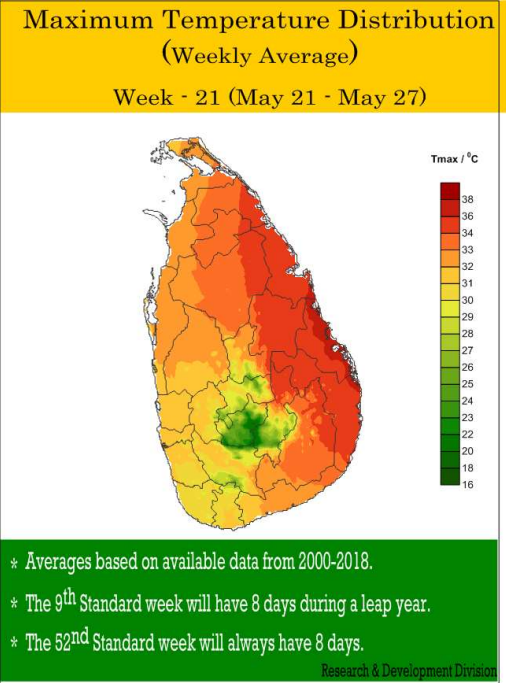 Maximum Temperature Distribution
(Weekly Average)
Week - 21 (May 21 - May 27)
Tmax / ⁰C
38
36
34
33
32
31
30
29
28
27
26
25
24
23
22
20
18
16
* Averages based on available data from 2000-2018.
* The 9th Standard week will have 8 days during a leap year.
* The 52nd Standard week will always have 8 days.
Research & Development Division